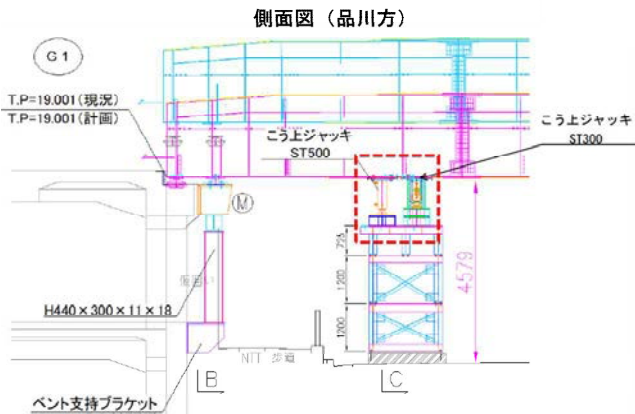 側面図（品川方）
G1
T.P=19.001(現況)
T.P=19.001(計画)
こう上ジャッキ
ST500
こう上ジャッキ
ST300
M
725
1200
1200
4579
H440×300×11×18
NTT 歩道
ベント支持ブラケット
B
C